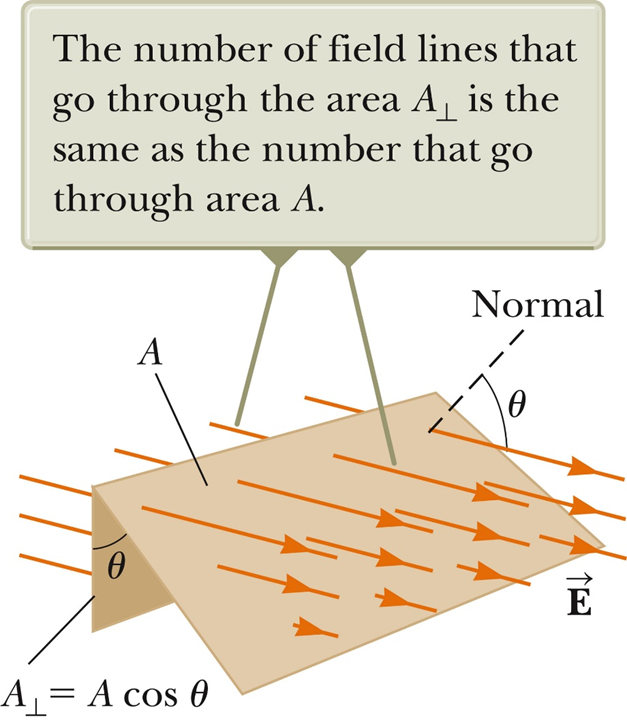 The number of field lines that
go through the area A⊥ is the
same as the number that go
through area A.
Normal
A
θ
θ
E⃗
A⊥ = A cos θ